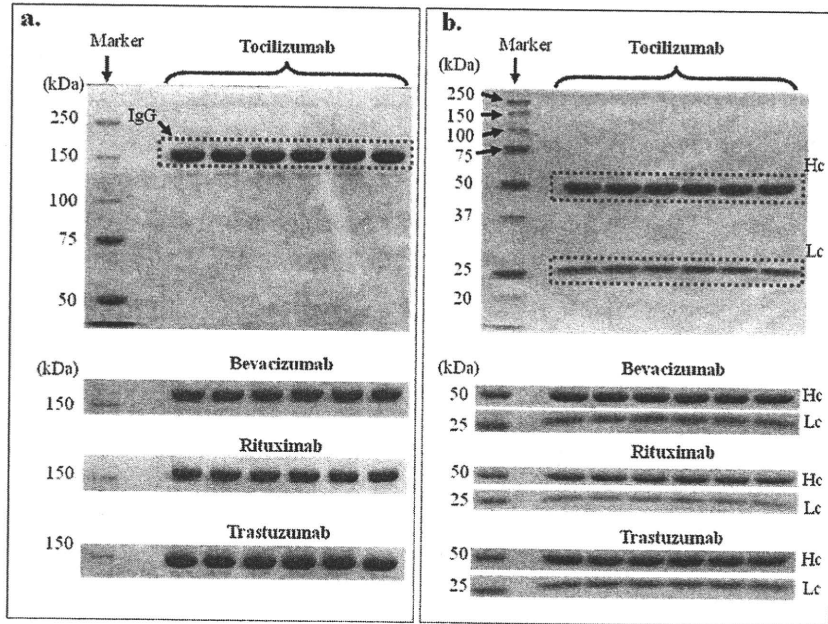 a.
Marker
Tocilizumab
(kDa)
IgG
250
150
100
75
50
(kDa)
Bevacizumab
150
Rituximab
150
Trastuzumab
150
b.
Marker
Tocilizumab
(kDa)
250
150
100
75
50
37
25
20
Hc
Lc
(kDa)
Bevacizumab
50
Hc
25
Lc
Rituximab
50
Hc
25
Lc
Trastuzumab
50
Hc
25
Lc